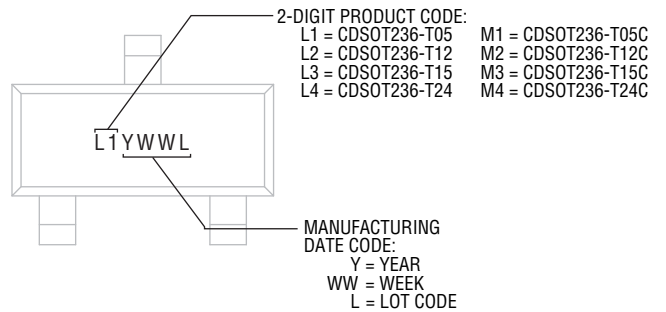 2-DIGIT PRODUCT CODE:
L1 = CDSOT236-T05 M1 = CDSOT236-T05C
L2 = CDSOT236-T12 M2 = CDSOT236-T12C
L3 = CDSOT236-T15 M3 = CDSOT236-T15C
L4 = CDSOT236-T24 M4 = CDSOT236-T24C
L1YWWL
MANUFACTURING
DATE CODE:
Y = YEAR
WW = WEEK
L = LOT CODE